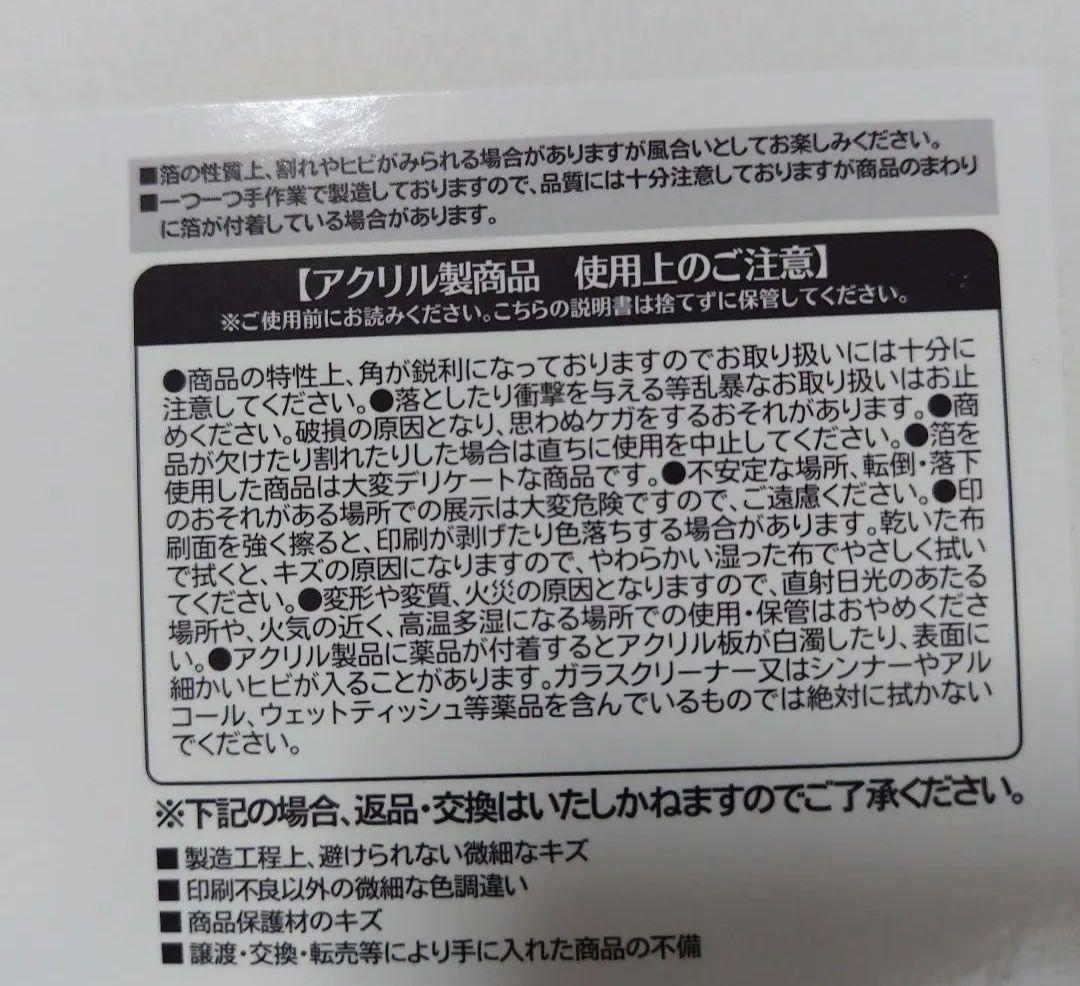 ■箔の性質上、割れやヒビがみられる場合がありますが風合いとしてお楽しみください。
■一つ一つ手作業で製造しておりますので、品質には十分注意しておりますが商品のまわり
に箔が付着している場合があります。
【アクリル製商品　使用上のご注意】
※ご使用前にお読みください。こちらの説明書は捨てずに保管してください。
●商品の特性上、角が鋭利になっておりますのでお取り扱いには十分に
注意してください。●落としたり衝撃を与える等乱暴なお取り扱いはお止
めください。破損の原因となり、思わぬケガをするおそれがあります。●商
品が欠けたり割れたりした場合は直ちに使用を中止してください。●箔を
使用した商品は大変デリケートな商品です。●不安定な場所、転倒・落下
のおそれがある場所での展示は大変危険ですので、ご遠慮ください。●印
刷面を強く擦ると、印刷が剥げたり色落ちする場合があります。乾いた布
で拭くと、キズの原因になりますので、やわらかい湿った布でやさしく拭い
てください。●変形や変質、火災の原因となりますので、直射日光のあたる
場所や、火気の近く、高温多湿になる場所での使用・保管はおやめくださ
い。●アクリル製品に薬品が付着するとアクリル板が白濁したり、表面に
細かいヒビが入ることがあります。ガラスクリーナー又はシンナーやアル
コール、ウェットティッシュ等薬品を含んでいるものでは絶対に拭かない
でください。
※下記の場合、返品・交換はいたしかねますのでご了承ください。
■製造工程上、避けられない微細なキズ
■印刷不良以外の微細な色調違い
■商品保護材のキズ
■譲渡・交換・転売等により手に入れた商品の不備